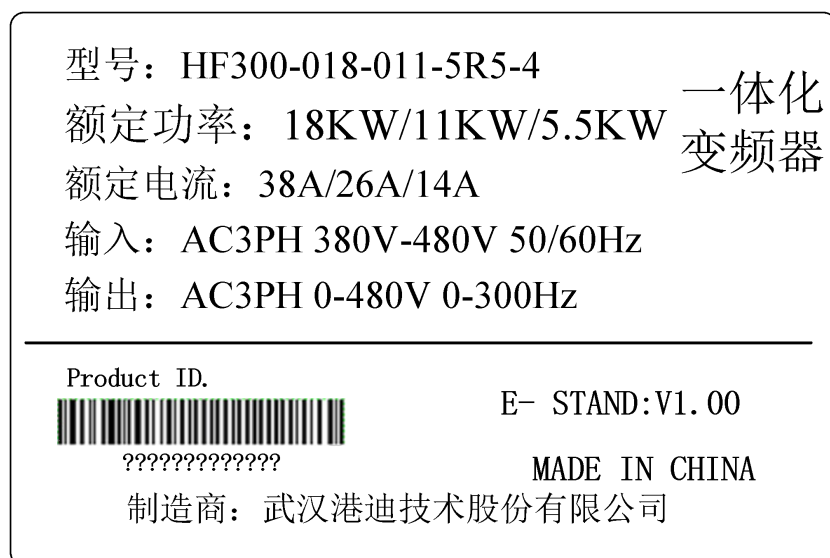 型号：HF300-018-011-5R5-4
额定功率：18KW/11KW/5.5KW
一体化
变频器
额定电流：38A/26A/14A
输入：AC3PH 380V-480V 50/60Hz
输出：AC3PH 0-480V 0-300Hz
Product ID.
?????????????
E- STAND:V1.00
MADE IN CHINA
制造商：武汉港迪技术股份有限公司